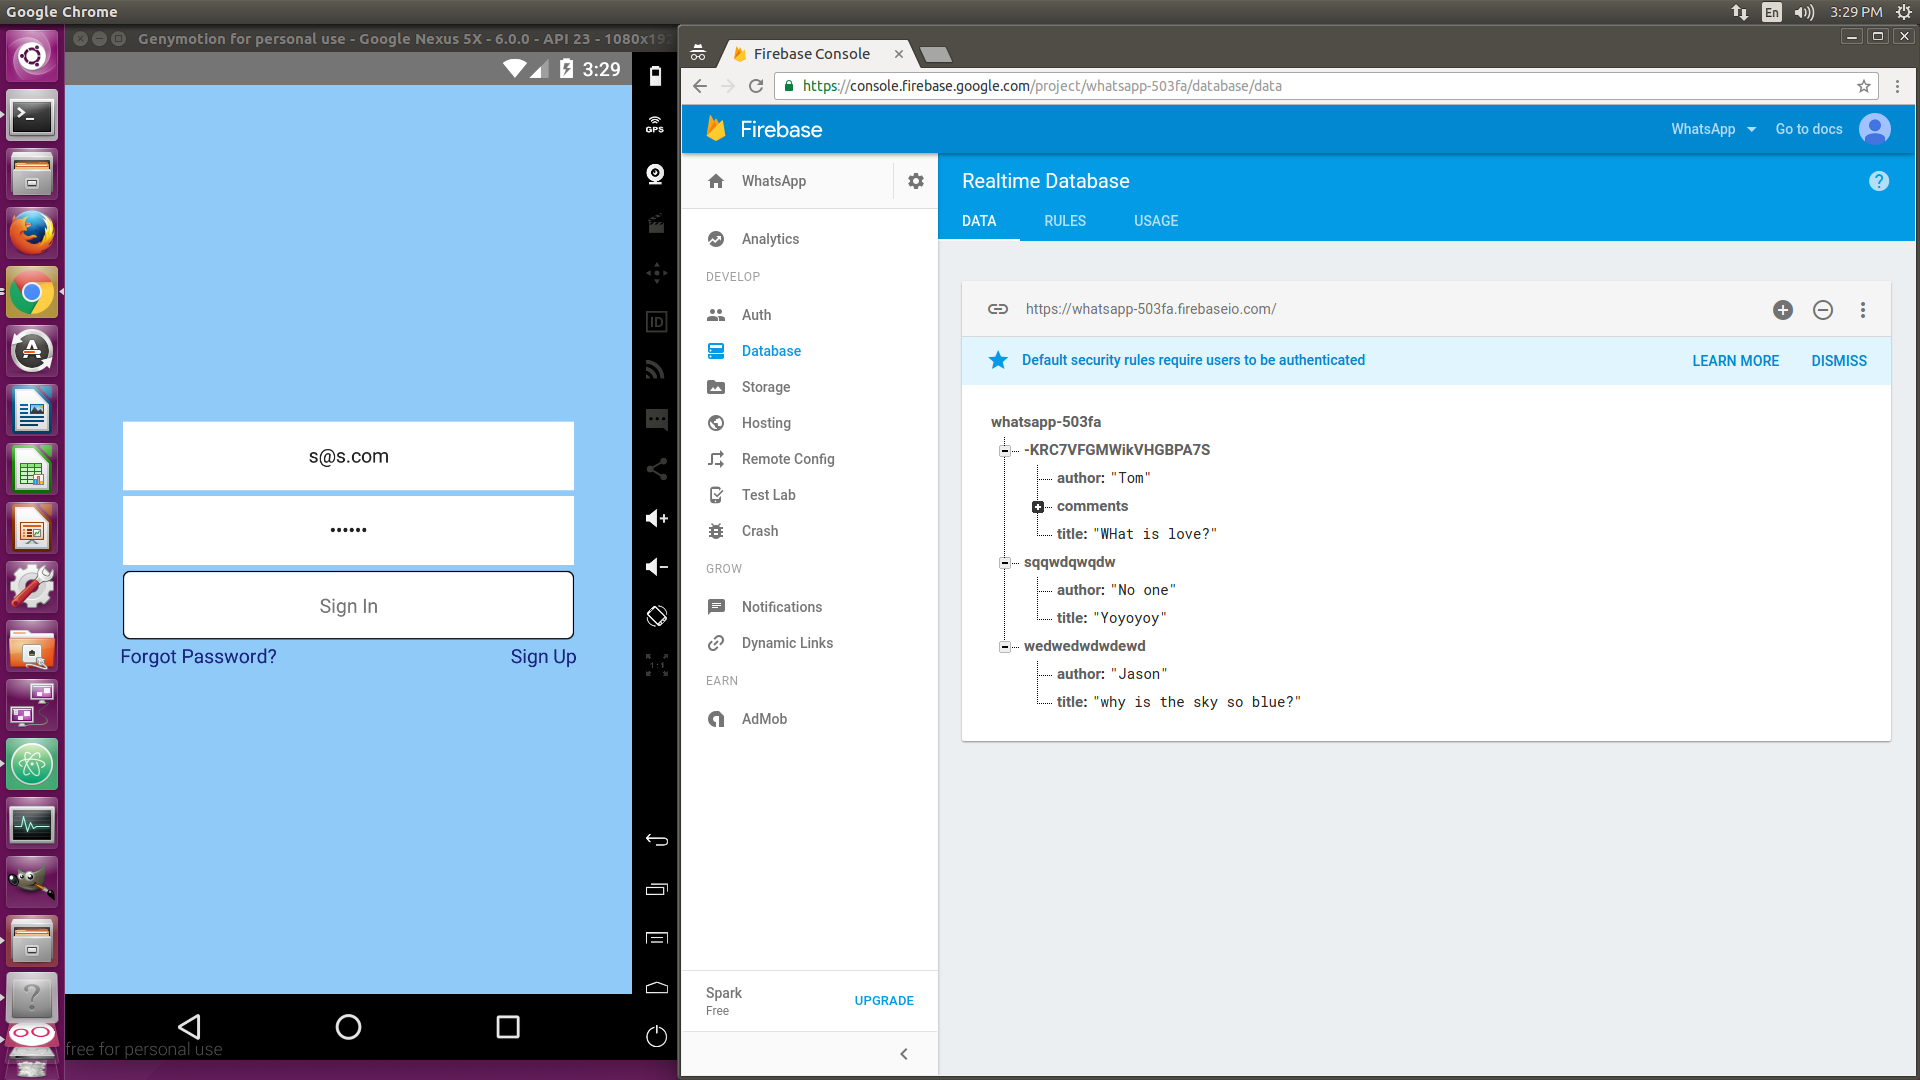 Google Chrome
En
3:29 PM
Genymotion for personal use - Google Nexus 5X - 6.0.0 - API 23 - 1080x192
3:29
GPS
ID
1:1
s@s.com
••••••
Sign In
Forgot Password?
Sign Up
free for personal use
Firebase Console
https://console.firebase.google.com/project/whatsapp-503fa/database/data
Firebase
WhatsApp
Go to docs
WhatsApp
Analytics
DEVELOP
Auth
Database
Storage
Hosting
Remote Config
Test Lab
Crash
GROW
Notifications
Dynamic Links
EARN
AdMob
Spark
Free
UPGRADE
Realtime Database
DATA
RULES
USAGE
https://whatsapp-503fa.firebaseio.com/
Default security rules require users to be authenticated
LEARN MORE
DISMISS
whatsapp-503fa
-KRC7VFGMWikVHGBPA7S
author: "Tom"
comments
title: "WHat is love?"
sqqwdqwqdw
author: "No one"
title: "Yoyoyoy"
wedwedwdwdewd
author: "Jason"
title: "why is the sky so blue?"